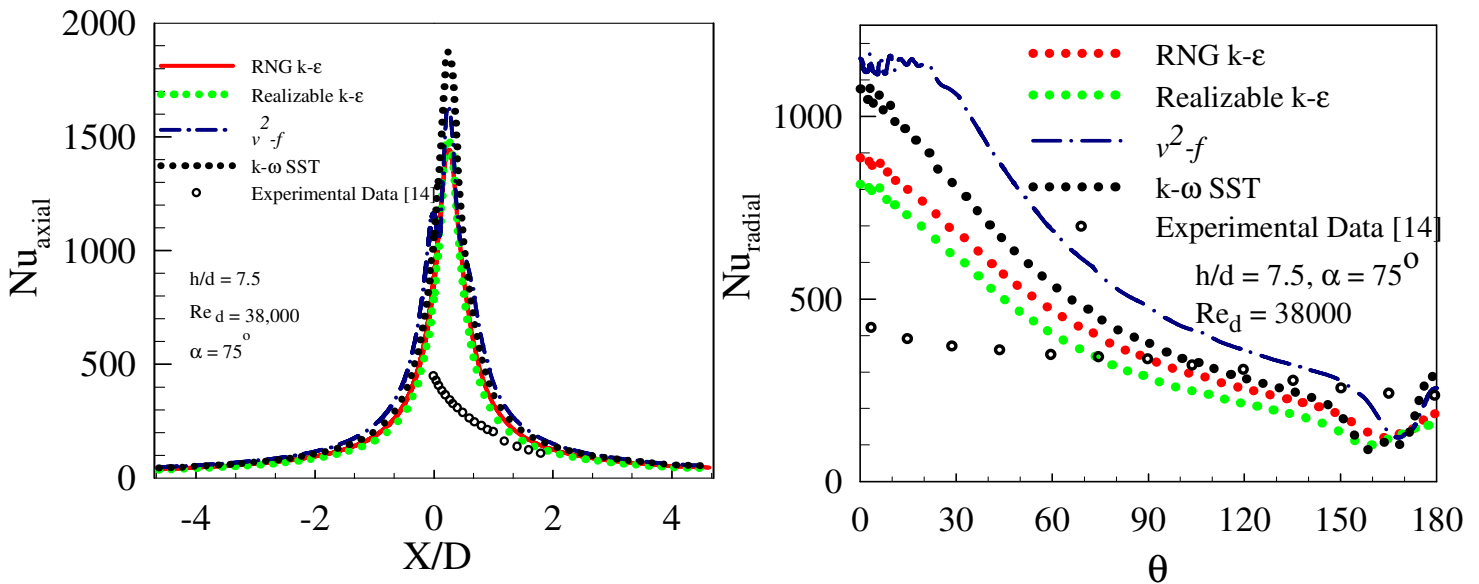 2000
1500
1000
500
0
Nu_axial
RNG k-ε
Realizable k-ε
v²-f
k-ω SST
Experimental Data [14]
h/d = 7.5
Re_d = 38,000
α = 75°
-4 -2 0 2 4
X/D
1000
500
0
Nu_radial
RNG k-ε
Realizable k-ε
v²-f
k-ω SST
Experimental Data [14]
h/d = 7.5, α = 75°
Re_d = 38000
0 30 60 90 120 150 180
θ